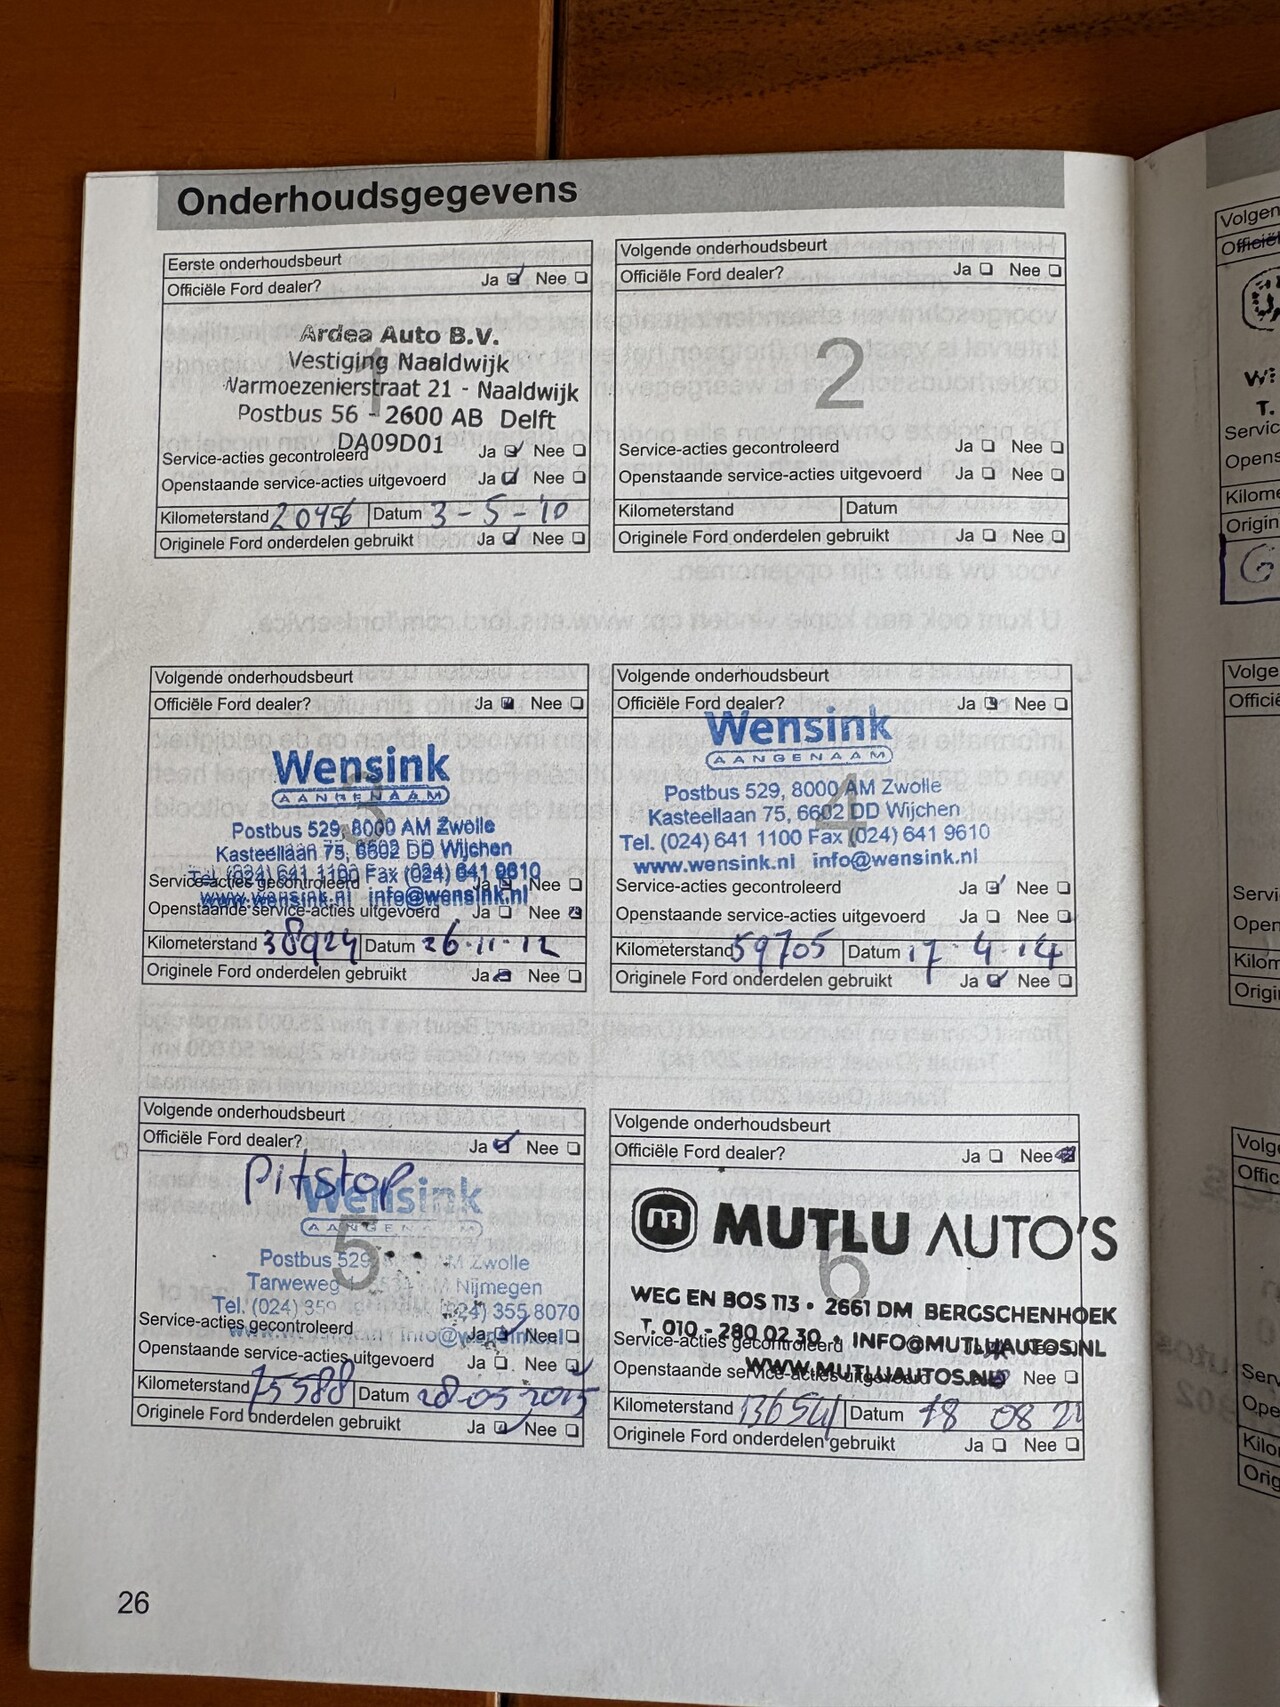 Onderhoudsgegevens
Eerste onderhoudsbeurt
Officiële Ford dealer? Ja Nee
1
Ardea Auto B.V.
Vestiging Naaldwijk
Warmoezenierstraat 21 - Naaldwijk
Postbus 56 - 2600 AB Delft
DA09D01
Service-acties gecontroleerd Ja Nee
Openstaande service-acties uitgevoerd Ja Nee
Kilometerstand 20456 Datum 3-5-'10
Originele Ford onderdelen gebruikt Ja Nee
Volgende onderhoudsbeurt
Officiële Ford dealer? Ja Nee
2
Service-acties gecontroleerd Ja Nee
Openstaande service-acties uitgevoerd Ja Nee
Kilometerstand Datum
Originele Ford onderdelen gebruikt Ja Nee
Volgende onderhoudsbeurt
Officiële Ford dealer? Ja Nee
3
Wensink
AANGENAAM
Postbus 529, 8000 AM Zwolle
Kasteellaan 75, 6602 DD Wijchen
Tel. (024) 641 1100 Fax (024) 641 9610
www.wensink.nl info@wensink.nl
Service-acties gecontroleerd Ja Nee
Openstaande service-acties uitgevoerd Ja Nee
Kilometerstand 38924 Datum 26-11-12
Originele Ford onderdelen gebruikt Ja Nee
Volgende onderhoudsbeurt
Officiële Ford dealer? Ja Nee
Wensink
AANGENAAM
4
Postbus 529, 8000 AM Zwolle
Kasteellaan 75, 6602 DD Wijchen
Tel. (024) 641 1100 Fax (024) 641 9610
www.wensink.nl info@wensink.nl
Service-acties gecontroleerd Ja Nee
Openstaande service-acties uitgevoerd Ja Nee
Kilometerstand 59705 Datum 17-4-14
Originele Ford onderdelen gebruikt Ja Nee
Volgende onderhoudsbeurt
Officiële Ford dealer? Ja Nee
Pitstop
Wensink
AANGENAAM
5
Postbus 529, AM Zwolle
Tarweweg Nijmegen
Tel. (024) 355 8070
info@wensink.nl
Service-acties gecontroleerd Ja Nee
Openstaande service-acties uitgevoerd Ja Nee
Kilometerstand 75588 Datum 28-05-2015
Originele Ford onderdelen gebruikt Ja Nee
Volgende onderhoudsbeurt
Officiële Ford dealer? Ja Nee
m MUTLU AUTO'S
6
WEG EN BOS 113 • 2661 DM BERGSCHENHOEK
T. 010 - 280 02 30 • INFO@MUTLUAUTOS.NL
WWW.MUTLUAUTOS.NL
Service-acties gecontroleerd Ja Nee
Openstaande service-acties uitgevoerd Nee
Kilometerstand Datum 18 08 21
Originele Ford onderdelen gebruikt Ja Nee
26